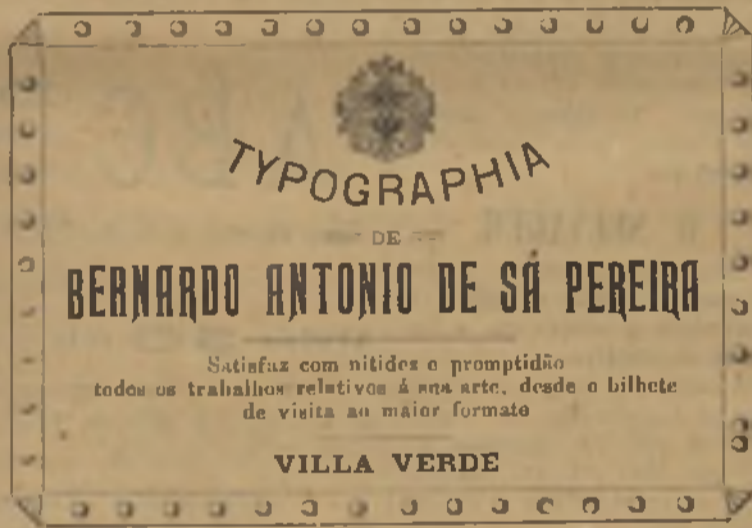 TYPOGRAPHIA
DE
BERNARDO ANTONIO DE SÁ PEREIRA
Satisfaz com nitides e promptidão
todos os trabalhos relativos á sua arte, desde o bilhete
de visita ao maior formato
VILLA VERDE